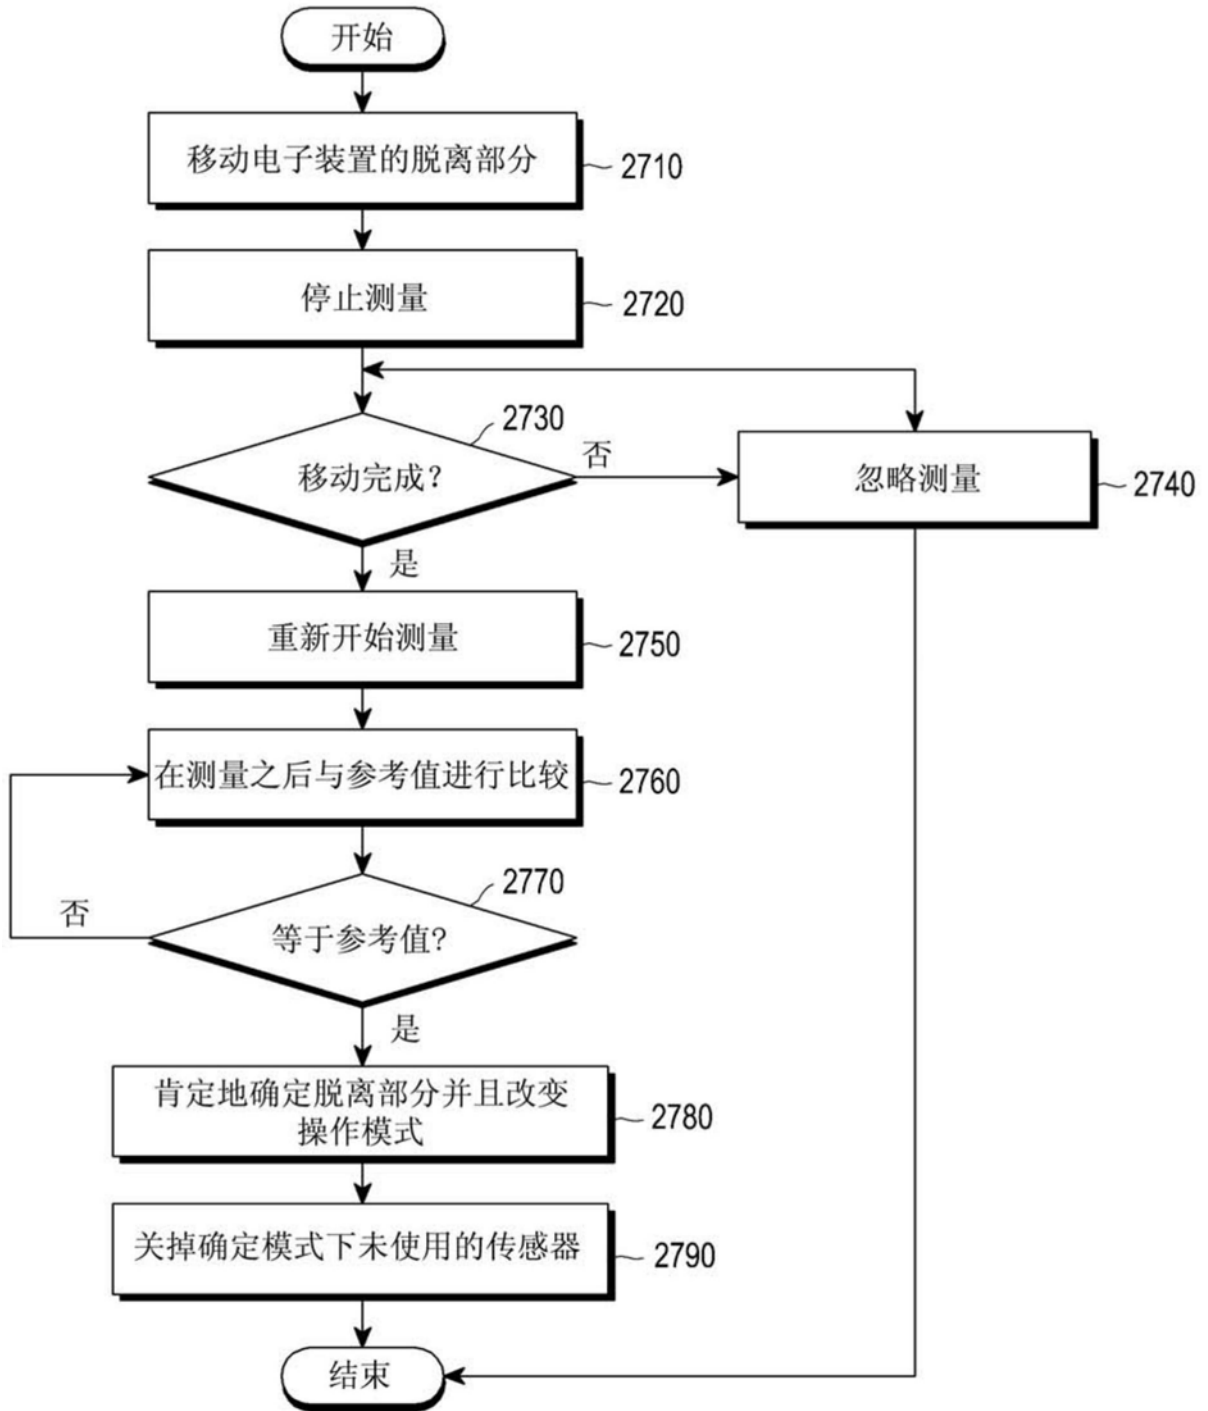 开始
移动电子装置的脱离部分
2710
停止测量
2720
2730
移动完成？
否
忽略测量
2740
是
重新开始测量
2750
在测量之后与参考值进行比较
2760
2770
否
等于参考值?
是
肯定地确定脱离部分并且改变
操作模式
2780
关掉确定模式下未使用的传感器
2790
结束